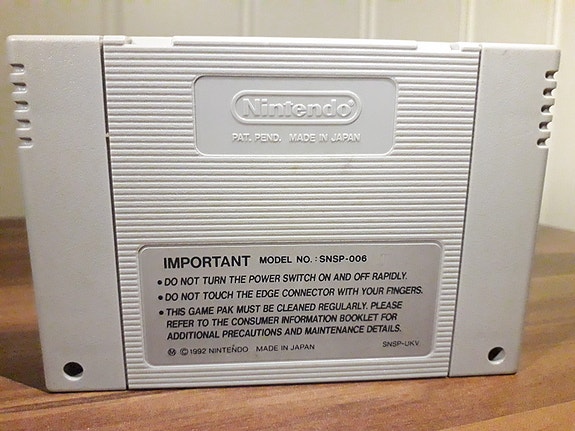 Nintendo®
PAT. PEND. MADE IN JAPAN
IMPORTANT MODEL NO.: SNSP-006
• DO NOT TURN THE POWER SWITCH ON AND OFF RAPIDLY.
• DO NOT TOUCH THE EDGE CONNECTOR WITH YOUR FINGERS.
• THIS GAME PAK MUST BE CLEANED REGULARLY. PLEASE
REFER TO THE CONSUMER INFORMATION BOOKLET FOR
ADDITIONAL PRECAUTIONS AND MAINTENANCE DETAILS.
Ⓜ © 1992 NINTENDO MADE IN JAPAN SNSP-UKV